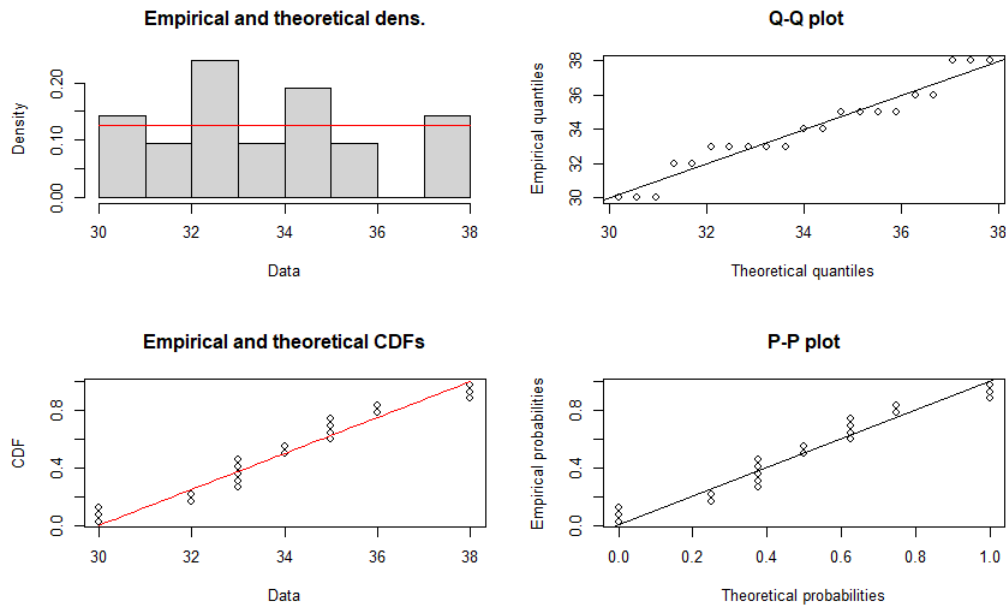 Empirical and theoretical dens.
Density
0.00 0.10 0.20
30 32 34 36 38
Data
Q-Q plot
Empirical quantiles
30 32 34 36 38
30 32 34 36 38
Theoretical quantiles
Empirical and theoretical CDFs
CDF
0.0 0.4 0.8
30 32 34 36 38
Data
P-P plot
Empirical probabilities
0.0 0.4 0.8
0.0 0.2 0.4 0.6 0.8 1.0
Theoretical probabilities